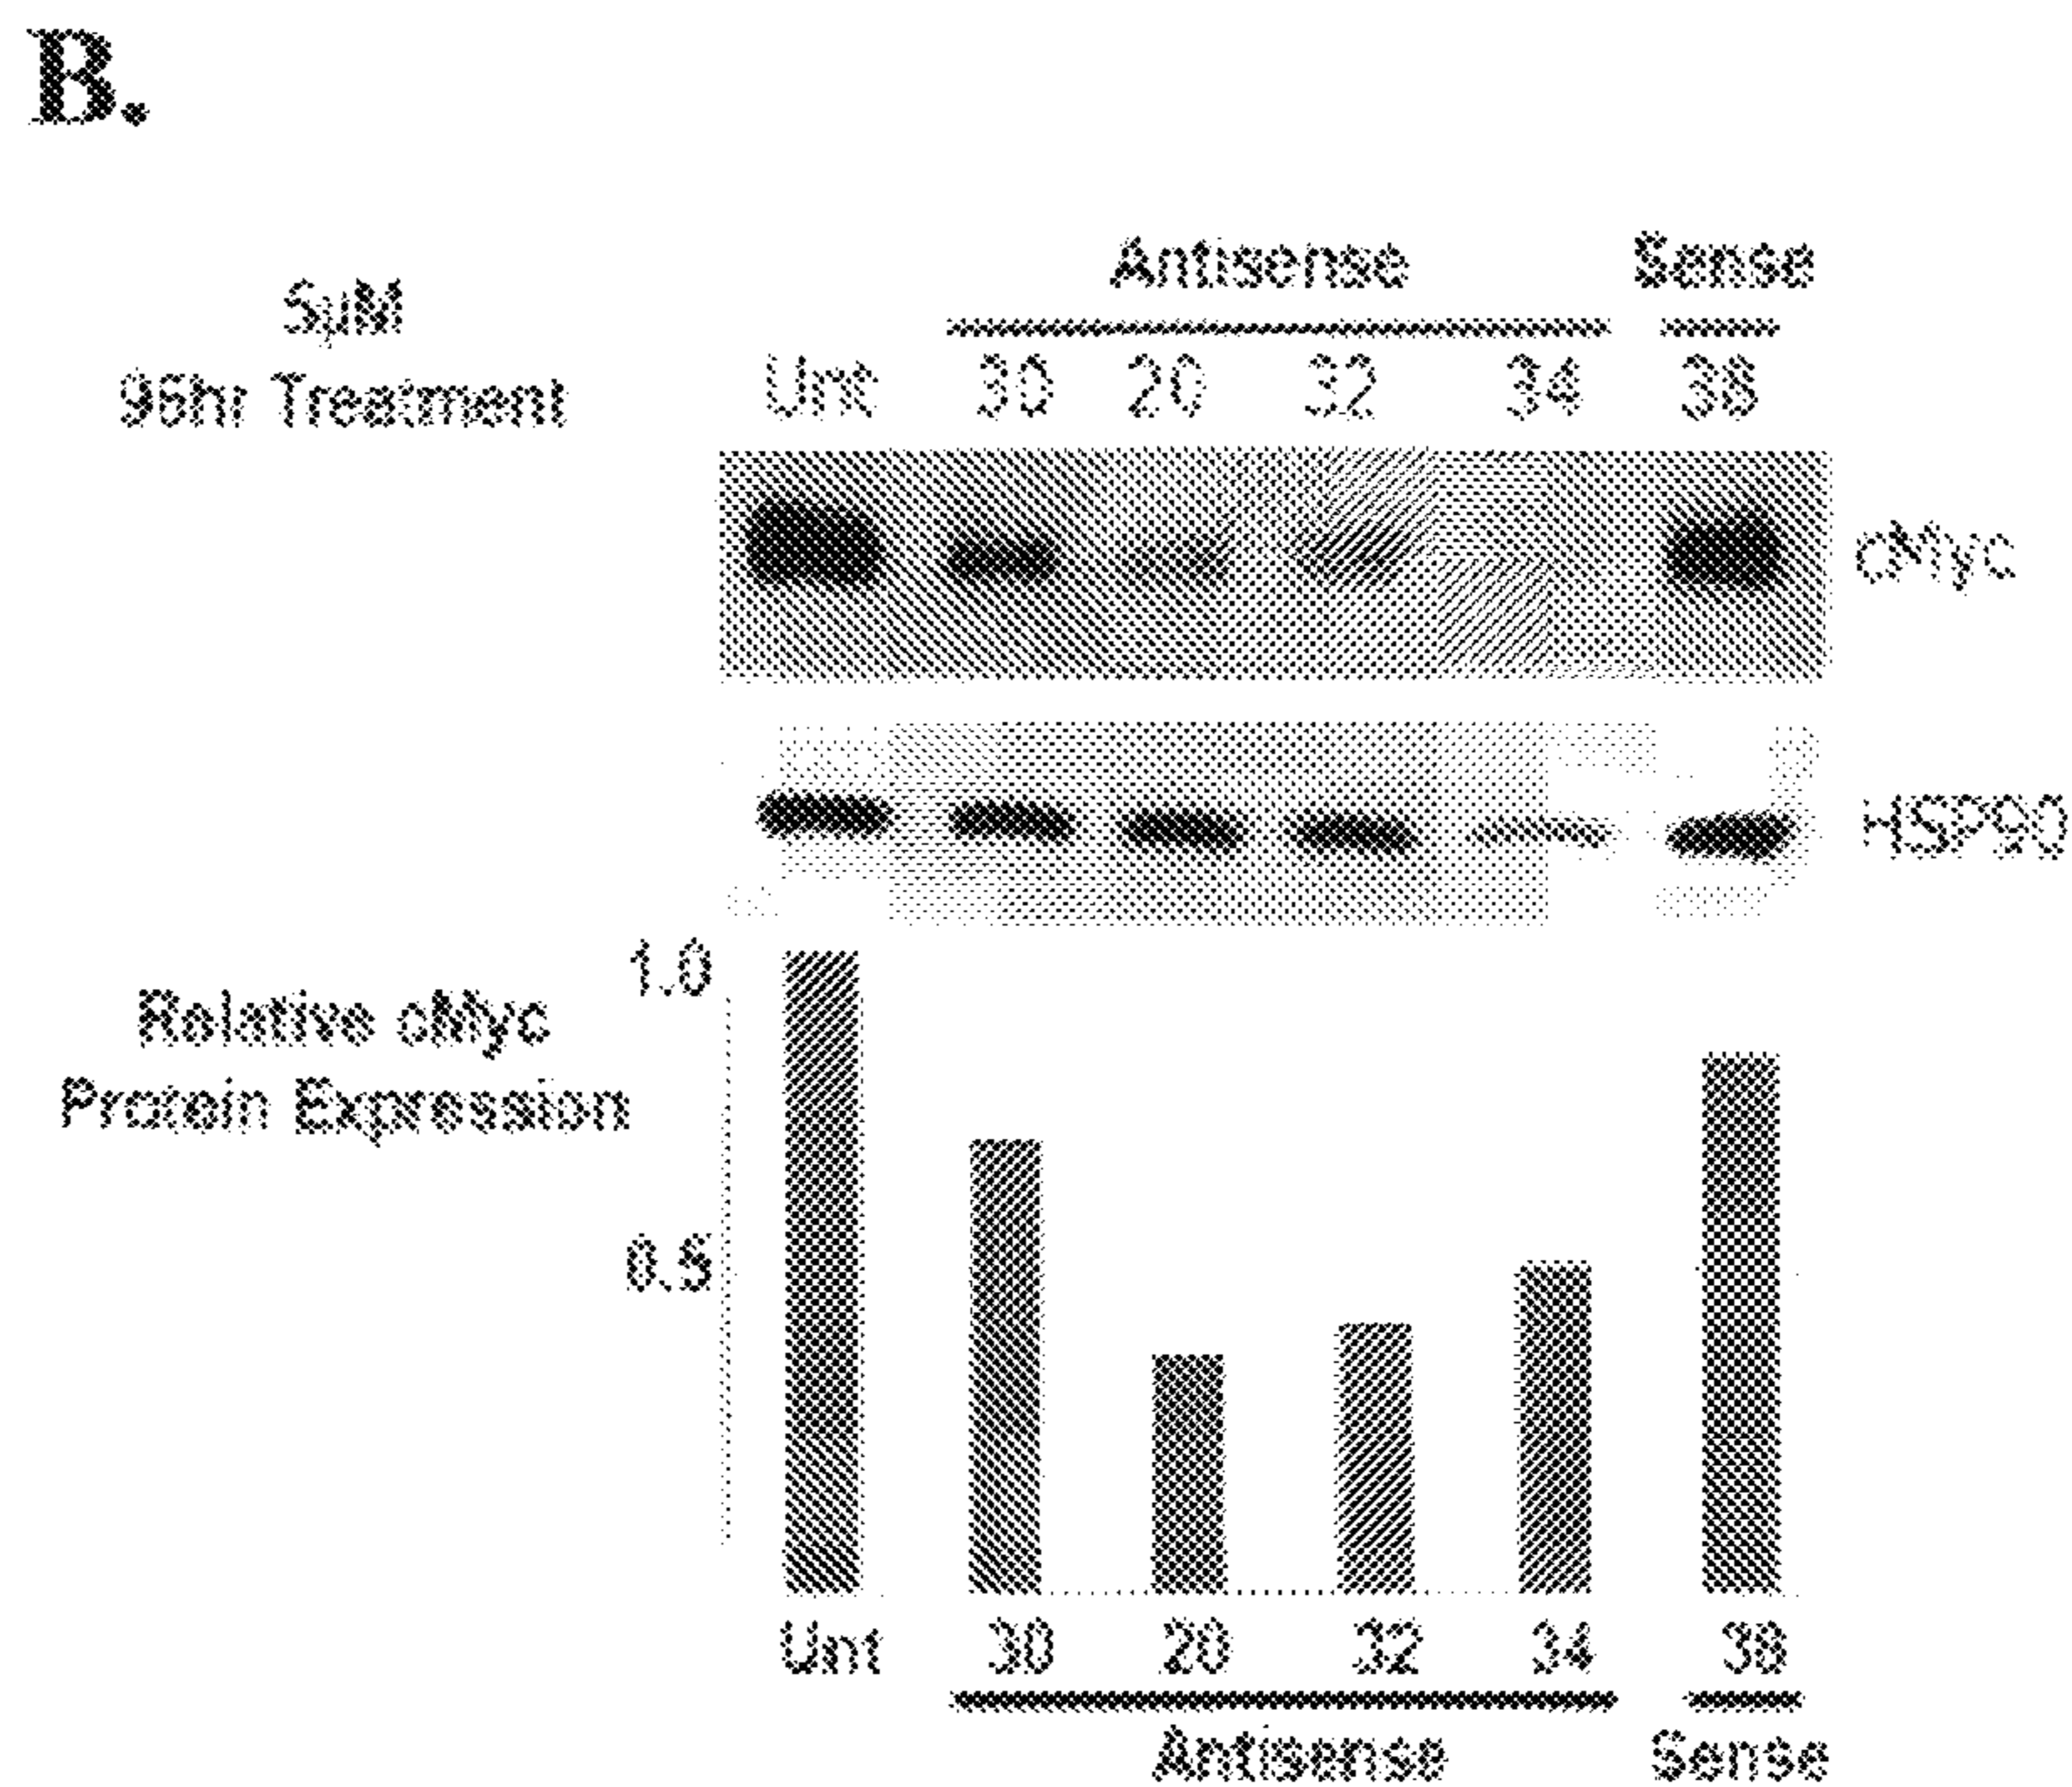 B.
5µM
96hr Treatment
Antisense Sense
Unt 30 20 32 34 38
cMyc
HSP90
1.0
Relative cMyc
Protein Expression
0.5
Unt 30 20 32 34 38
Antisense Sense